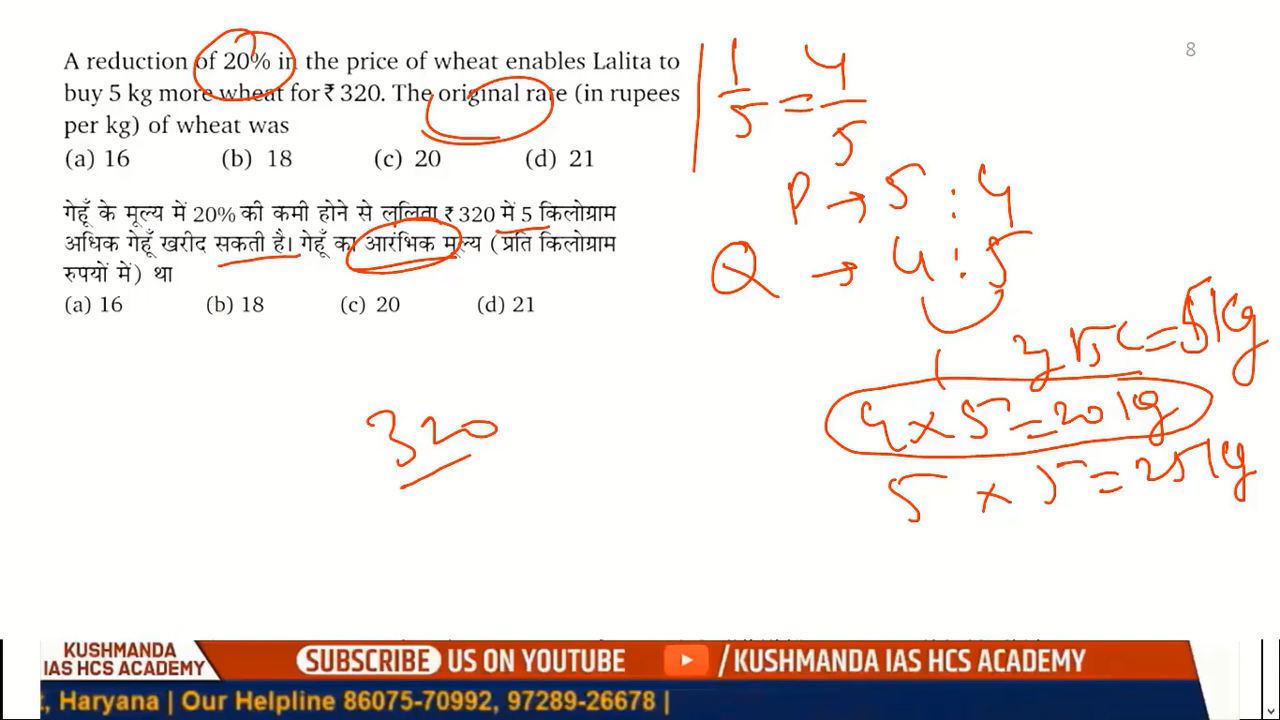 8
A reduction of 20% in the price of wheat enables Lalita to
buy 5 kg more wheat for ₹ 320. The original rate (in rupees
per kg) of wheat was
(a) 16 (b) 18 (c) 20 (d) 21
गेहूँ के मूल्य में 20% की कमी होने से ललिता ₹ 320 में 5 किलोग्राम
अधिक गेहूँ खरीद सकती है। गेहूँ का आरंभिक मूल्य (प्रति किलोग्राम
रुपयों में) था
(a) 16 (b) 18 (c) 20 (d) 21
1/5 = 4/5
P → 5 : 4
Q → 4 : 5
1 = 5 kg
4 × 5 = 20 kg
5 × 5 = 25 kg
320
KUSHMANDA
IAS HCS ACADEMY
SUBSCRIBE US ON YOUTUBE /KUSHMANDA IAS HCS ACADEMY
, Haryana | Our Helpline 86075-70992, 97289-26678 |